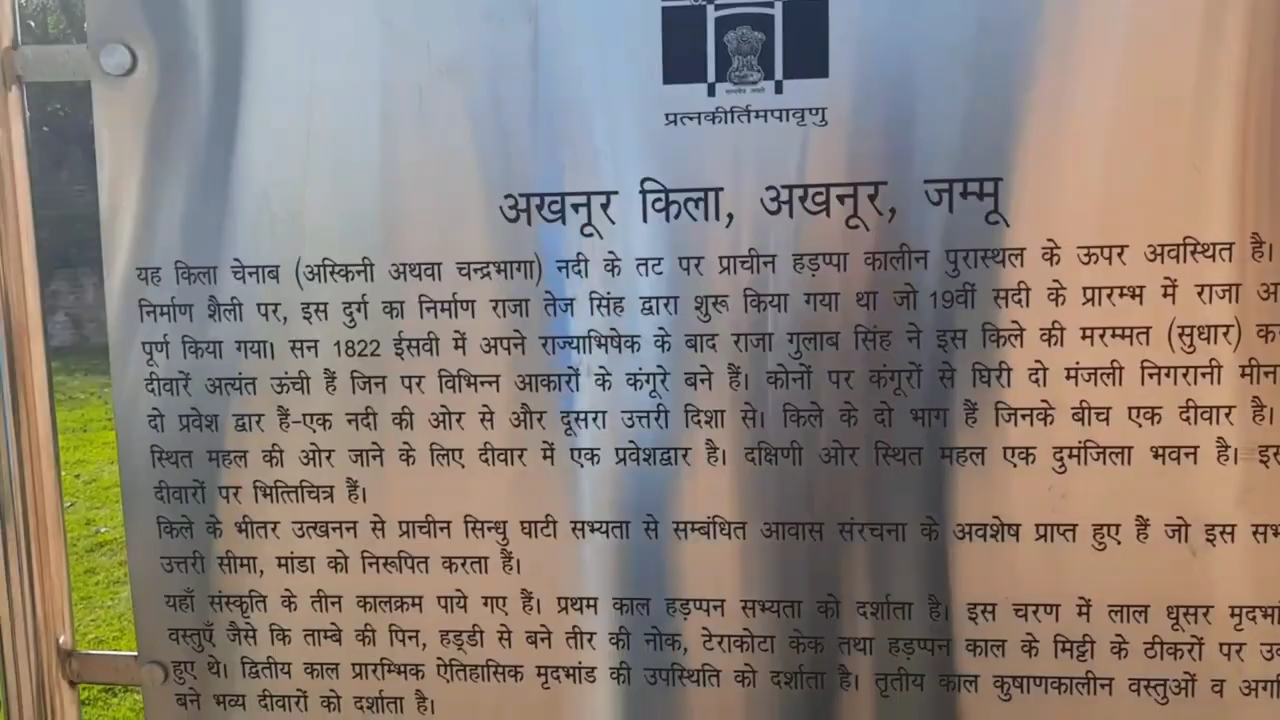 प्रत्नकीर्तिमपावृणु
अखनूर किला, अखनूर, जम्मू
यह किला चेनाब (अस्किनी अथवा चन्द्रभागा) नदी के तट पर प्राचीन हड़प्पा कालीन पुरास्थल के ऊपर अवस्थित है।
निर्माण शैली पर, इस दुर्ग का निर्माण राजा तेज सिंह द्वारा शुरू किया गया था जो 19वीं सदी के प्रारम्भ में राजा
पूर्ण किया गया। सन 1822 ईसवी में अपने राज्याभिषेक के बाद राजा गुलाब सिंह ने इस किले की मरम्मत (सुधार)
दीवारें अत्यंत ऊंची हैं जिन पर विभिन्न आकारों के कंगूरे बने हैं। कोनों पर कंगूरों से घिरी दो मंजली निगरानी
दो प्रवेश द्वार हैं-एक नदी की ओर से और दूसरा उत्तरी दिशा से। किले के दो भाग हैं जिनके बीच एक दीवार है।
स्थित महल की ओर जाने के लिए दीवार में एक प्रवेशद्वार है। दक्षिणी ओर स्थित महल एक दुमंजिला भवन है।
दीवारों पर भित्तिचित्र हैं।
किले के भीतर उत्खनन से प्राचीन सिन्धु घाटी सभ्यता से सम्बंधित आवास संरचना के अवशेष प्राप्त हुए हैं जो इस
उत्तरी सीमा, मांडा को निरूपित करता हैं।
यहाँ संस्कृति के तीन कालक्रम पाये गए हैं। प्रथम काल हड़प्पन सभ्यता को दर्शाता है। इस चरण में लाल धूसर
वस्तुएँ जैसे कि ताम्बे की पिन, हड्डी से बने तीर की नोक, टेराकोटा केक तथा हड़प्पन काल के मिट्टी के ठीकरों पर
हुए थे। द्वितीय काल प्रारम्भिक ऐतिहासिक मृदभांड की उपस्थिति को दर्शाता है। तृतीय काल कुषाणकालीन वस्तुओं व
बने भव्य दीवारों को दर्शाता है।